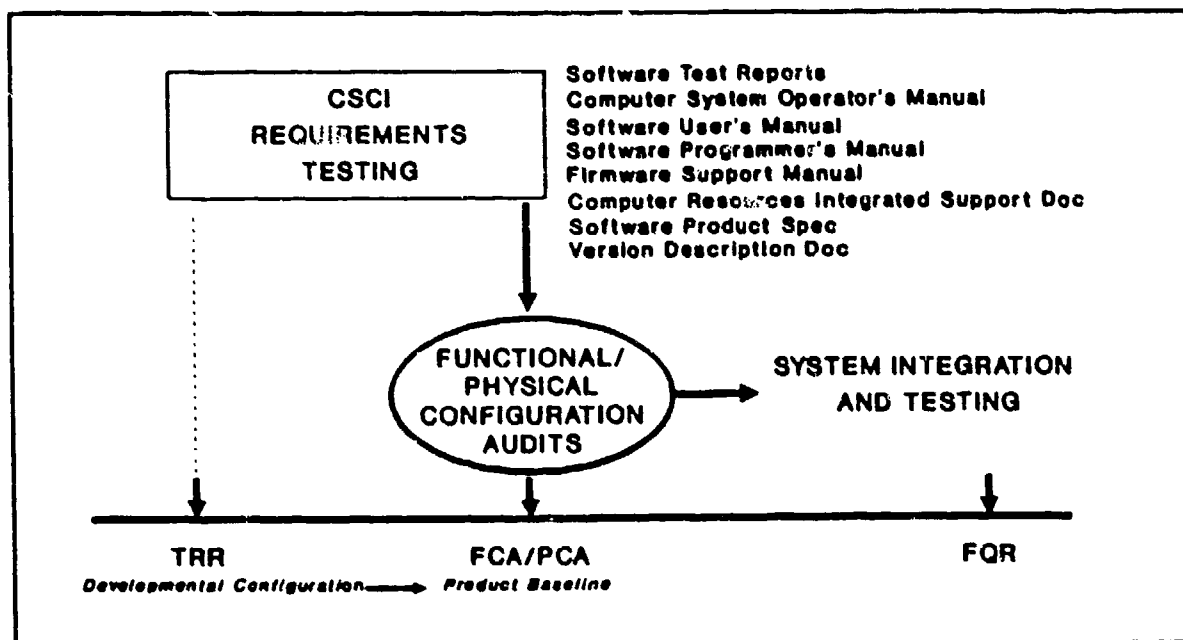 CSCI
REQUIREMENTS
TESTING
Software Test Reports
Computer System Operator's Manual
Software User's Manual
Software Programmer's Manual
Firmware Support Manual
Computer Resources Integrated Support Doc
Software Product Spec
Version Description Doc
FUNCTIONAL/
PHYSICAL
CONFIGURATION
AUDITS
SYSTEM INTEGRATION
AND TESTING
TRR
FCA/PCA
FQR
Developmental Configuration
Product Baseline